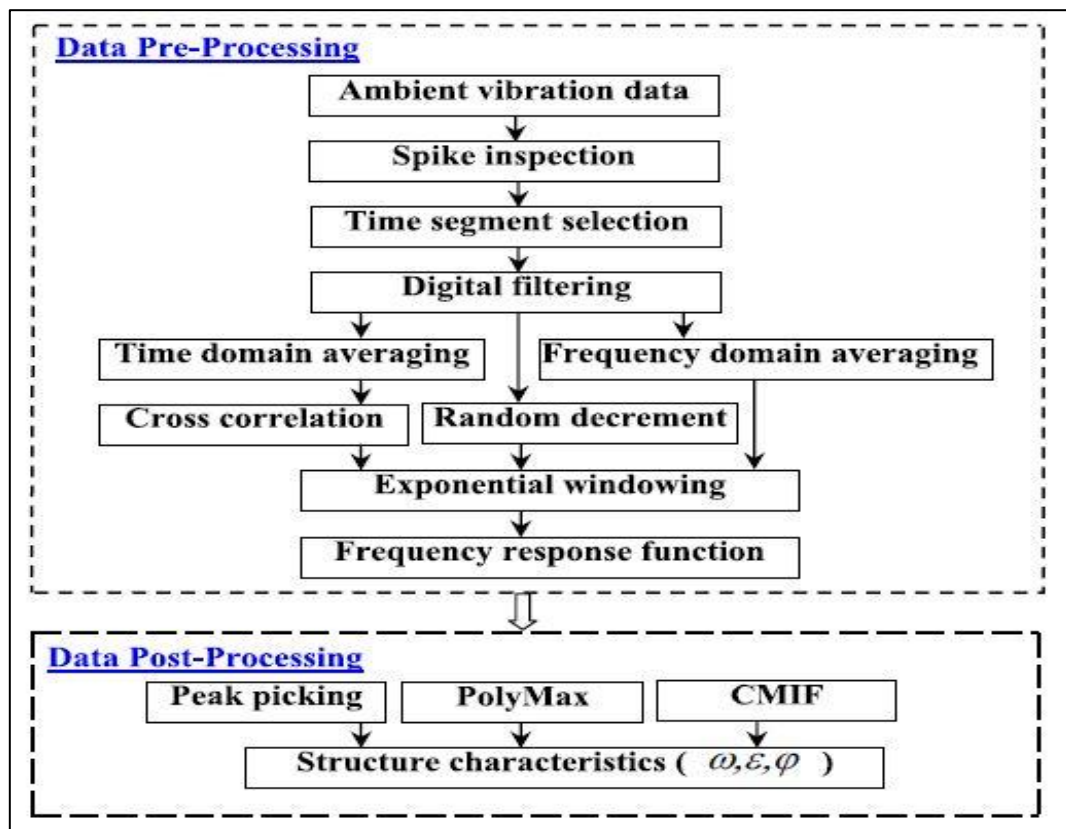 Data Pre-Processing
Ambient vibration data
Spike inspection
Time segment selection
Digital filtering
Time domain averaging
Frequency domain averaging
Cross correlation
Random decrement
Exponential windowing
Frequency response function
Data Post-Processing
Peak picking
PolyMax
CMIF
Structure characteristics ( ω,ε,φ )